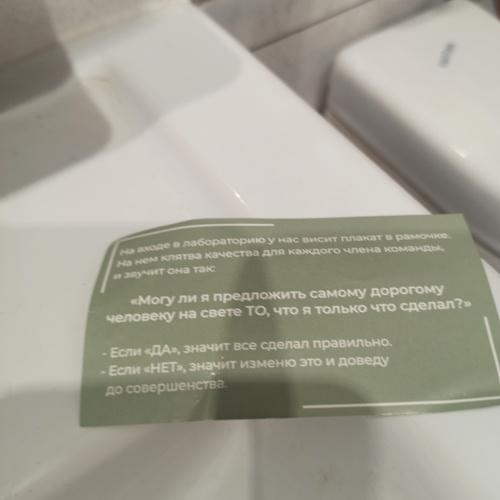 На входе в лабораторию у нас висит плакат в рамочке.
На нем клятва качества для каждого члена команды,
и звучит она так:
«Могу ли я предложить самому дорогому
человеку на свете ТО, что я только что сделал?»
- Если «ДА», значит все сделал правильно.
- Если «НЕТ», значит изменю это и доведу
до совершенства.